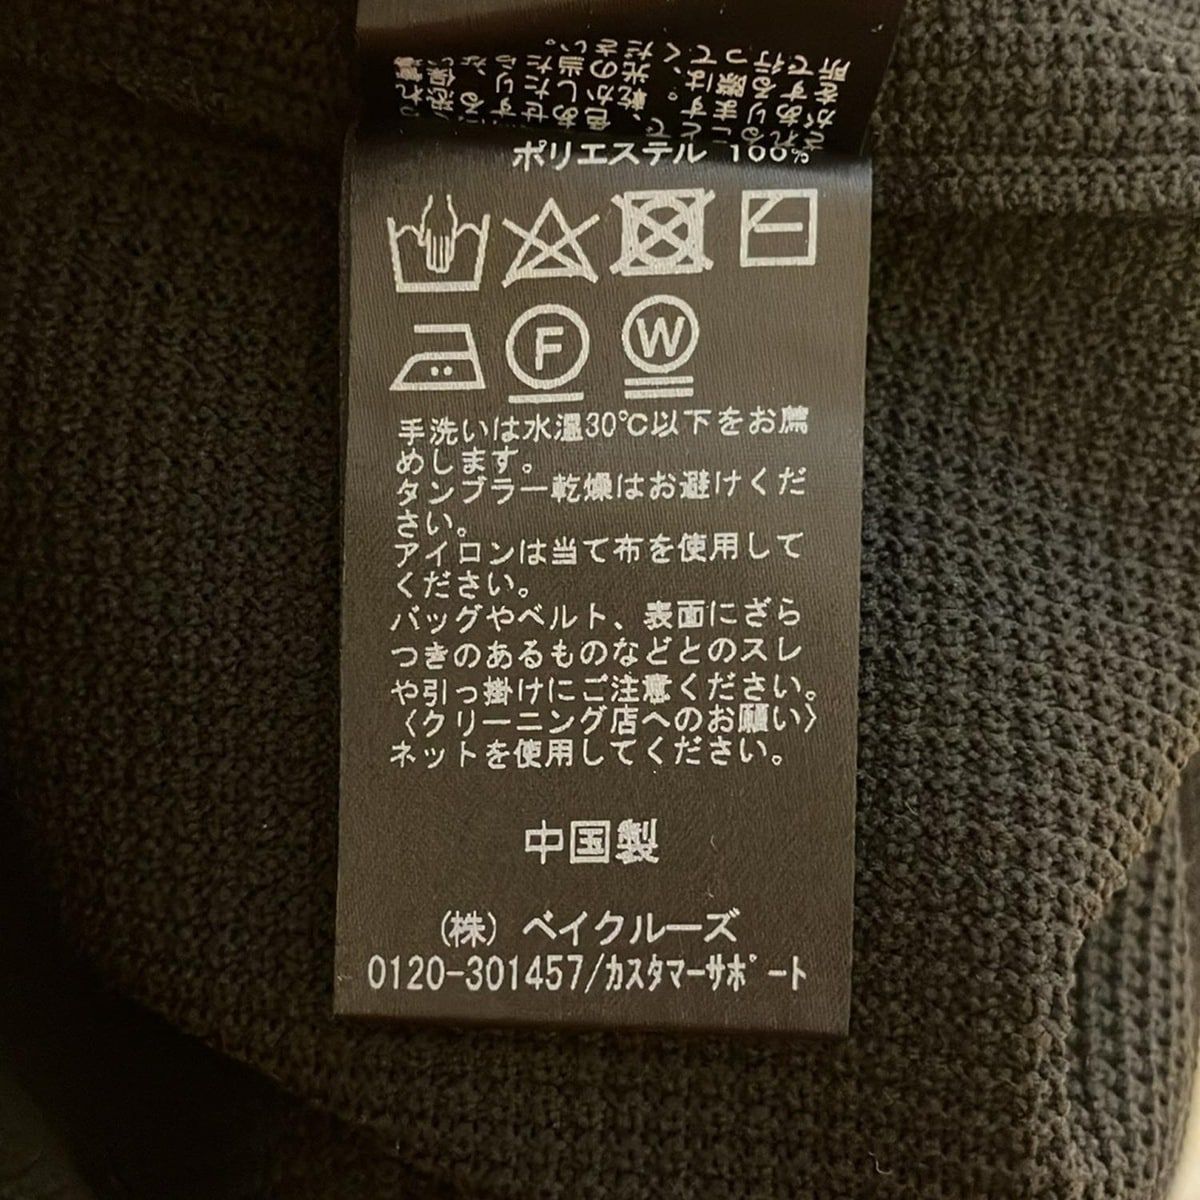 ポリエステル 100%
F
W
手洗いは水温30℃以下をお薦
めします。
タンブラー乾燥はお避けくだ
さい。
アイロンは当て布を使用して
ください。
バッグやベルト、表面にざら
つきのあるものなどとのスレ
や引っ掛けにご注意ください。
〈クリーニング店へのお願い〉
ネットを使用してください。
中国製
(株) ベイクルーズ
0120-301457/ｶｽﾀﾏｰｻﾎﾟｰﾄ